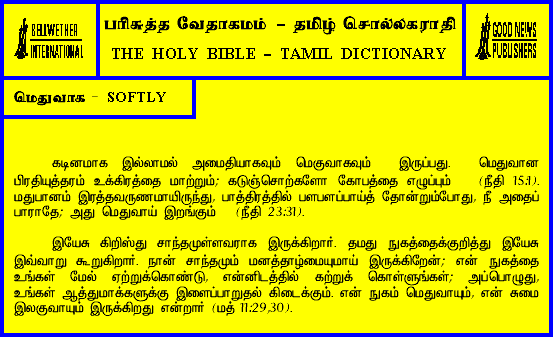 BELLWETHER
INTERNATIONAL
பரிசுத்த வேதாகமம் - தமிழ் சொல்லகராதி
THE HOLY BIBLE - TAMIL DICTIONARY
GOOD NEWS
PUBLISHERS
மெதுவாக - SOFTLY
கடினமாக இல்லாமல் அமைதியாகவும் மெகுவாகவும் இருப்பது. மெதுவான
பிரதியுத்தரம் உக்கிரத்தை மாற்றும்; கடுஞ்சொற்களோ கோபத்தை எழுப்பும் (நீதி 15:1).
மதுபானம் இரத்தவருணமாயிருந்து, பாத்திரத்தில் பளபளப்பாய்த் தோன்றும்போது, நீ அதைப்
பாராதே; அது மெதுவாய் இறங்கும் (நீதி 23:31).
இயேசு கிறிஸ்து சாந்தமுள்ளவராக இருக்கிறார். தமது நுகத்தைக்குறித்து இயேசு
இவ்வாறு கூறுகிறார். நான் சாந்தமும் மனத்தாழ்மையுமாய் இருக்கிறேன்; என் நுகத்தை
உங்கள் மேல் ஏற்றுக்கொண்டு, என்னிடத்தில் கற்றுக் கொள்ளுங்கள்; அப்பொழுது,
உங்கள் ஆத்துமாக்களுக்கு இளைப்பாறுதல் கிடைக்கும். என் நுகம் மெதுவாயும், என் சுமை
இலகுவாயும் இருக்கிறது என்றார் (மத் 11:29,30).